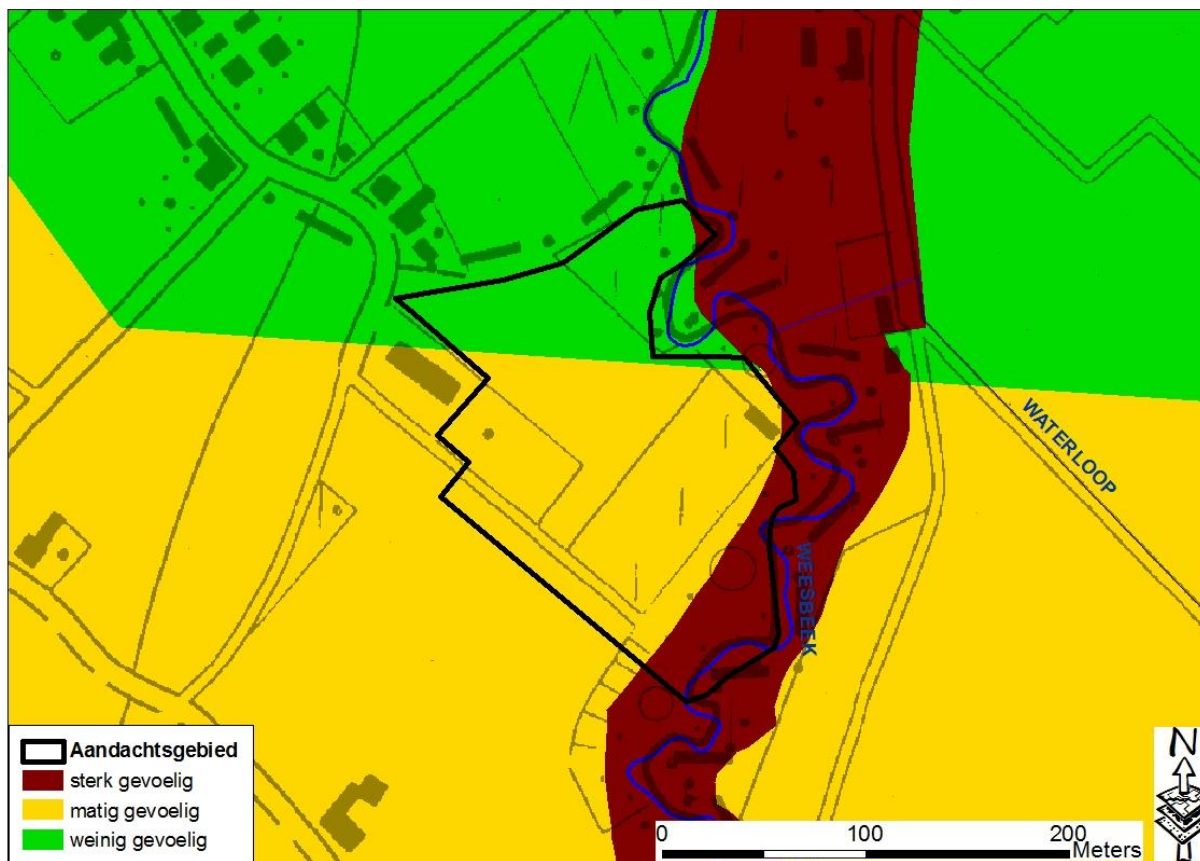 WATERLOOP
WEESBEEK
Aandachtsgebied
sterk gevoelig
matig gevoelig
weinig gevoelig
0 100 200
Meters
N